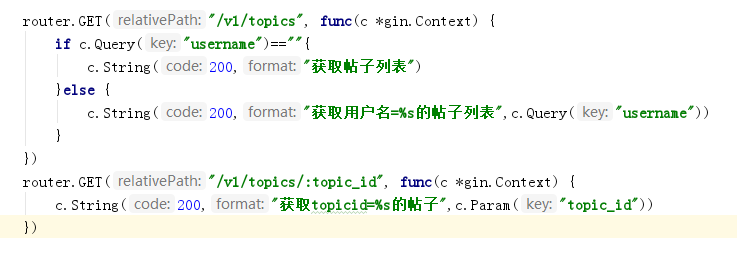 router.GET( relativePath: "/v1/topics", func(c *gin.Context) {
    if c.Query( key: "username")==""{
        c.String( code: 200, format: "获取帖子列表")
    }else {
        c.String( code: 200, format: "获取用户名=%s的帖子列表",c.Query( key: "username"))
    }
})
router.GET( relativePath: "/v1/topics/:topic_id", func(c *gin.Context) {
    c.String( code: 200, format: "获取topicid=%s的帖子",c.Param( key: "topic_id"))
})